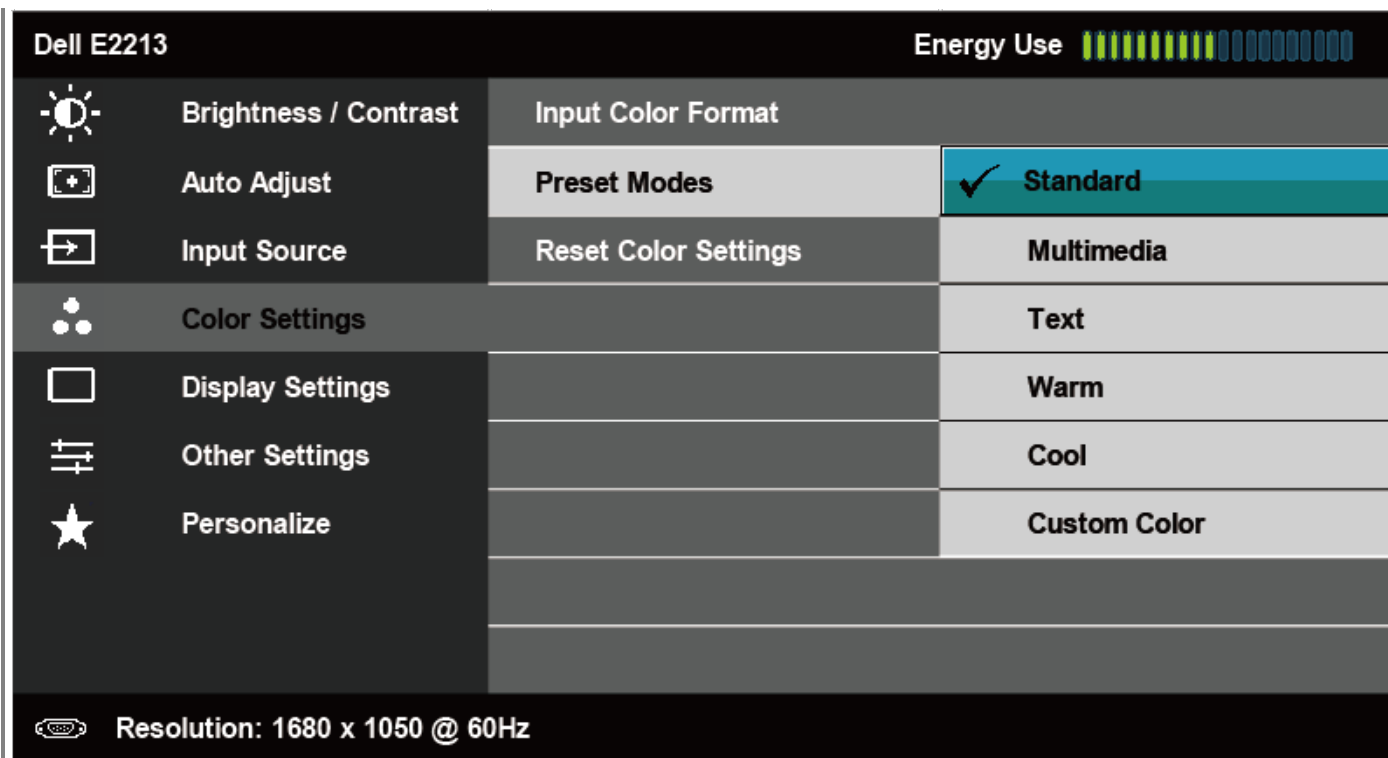 Dell E2213 Energy Use
Brightness / Contrast Input Color Format
Auto Adjust Preset Modes Standard
Input Source Reset Color Settings Multimedia
Color Settings Text
Display Settings Warm
Other Settings Cool
Personalize Custom Color
Resolution: 1680 x 1050 @ 60Hz